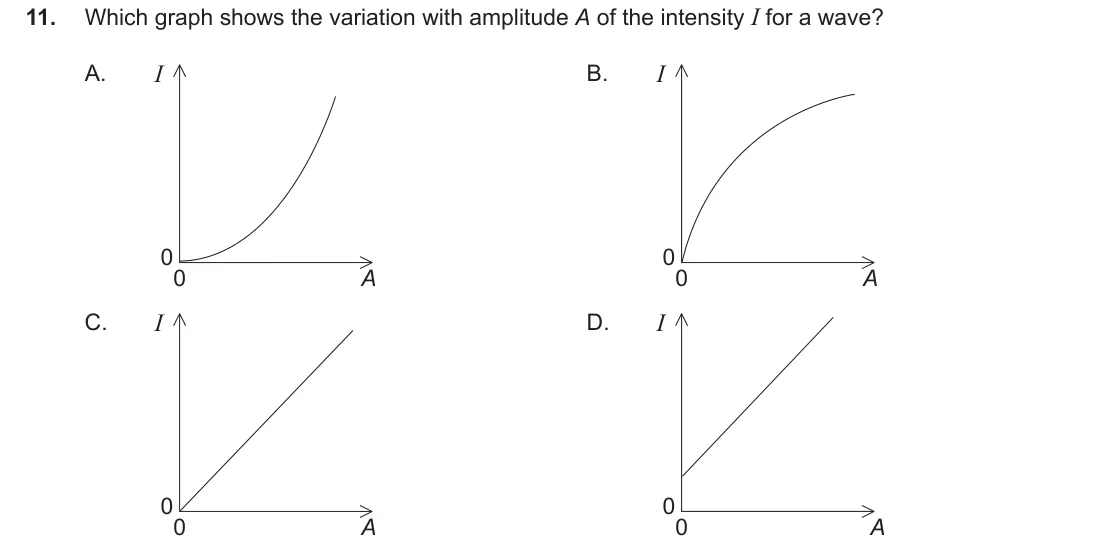 11. Which graph shows the variation with amplitude A of the intensity I for a wave?
A. I
0
0 A
B. I
0
0 A
C. I
0
0 A
D. I
0
0 A